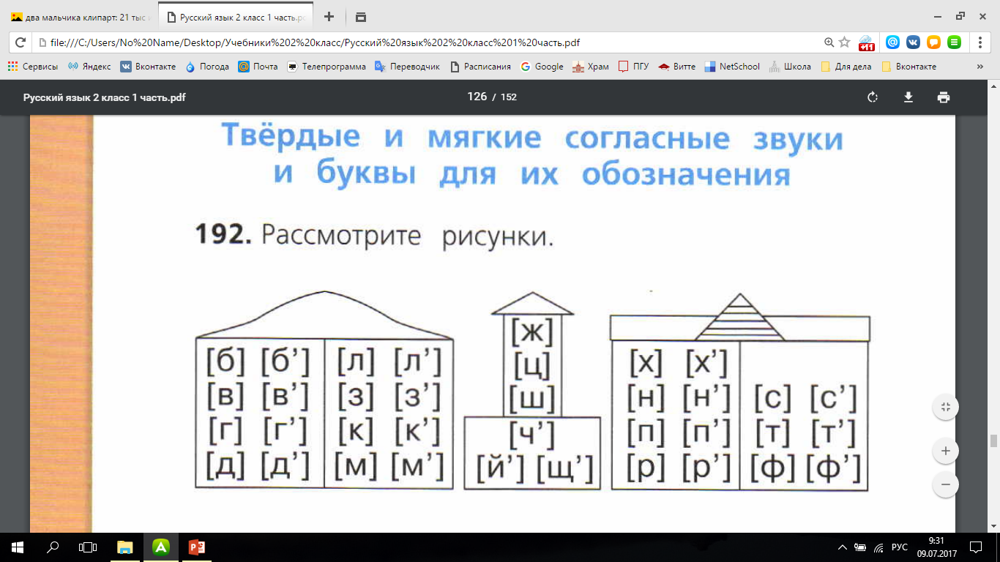 два мальчика клипарт: 21 тыс
Русский язык 2 класс 1 часть.pd
file:///C:/Users/No%20Name/Desktop/Учебники%202%20класс/Русский%20язык%202%20класс%201%20часть.pdf
+11
Сервисы Яндекс Вконтакте Погода Почта Телепрограмма Переводчик Расписания Google Храм ПГУ Витте NetSchool Школа Для дела Вконтакте »
Русский язык 2 класс 1 часть.pdf 126 / 152
Твёрдые и мягкие согласные звуки
и буквы для их обозначения
192. Рассмотрите рисунки.
[б] [б’] [л] [л’]
[в] [в’] [з] [з’]
[г] [г’] [к] [к’]
[д] [д’] [м] [м’]
[ж]
[ц]
[ш]
[ч’]
[й’] [щ’]
[х] [х’]
[н] [н’] [с] [с’]
[п] [п’] [т] [т’]
[р] [р’] [ф] [ф’]
РУС
9:31
09.07.2017